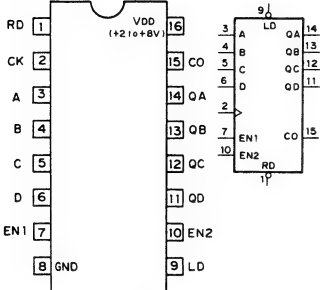 RD 1 VDD 16
(+2 to +8V)
CK 2 15 CO
A 3 14 QA
B 4 13 QB
C 5 12 QC
D 6 11 QD
EN1 7 10 EN2
8 GND 9 LD
9
LD
3 A QA 14
4 B QB 13
5 C QC 12
6 D QD 11
2
7 EN1 CO 15
10 EN2
RD
1